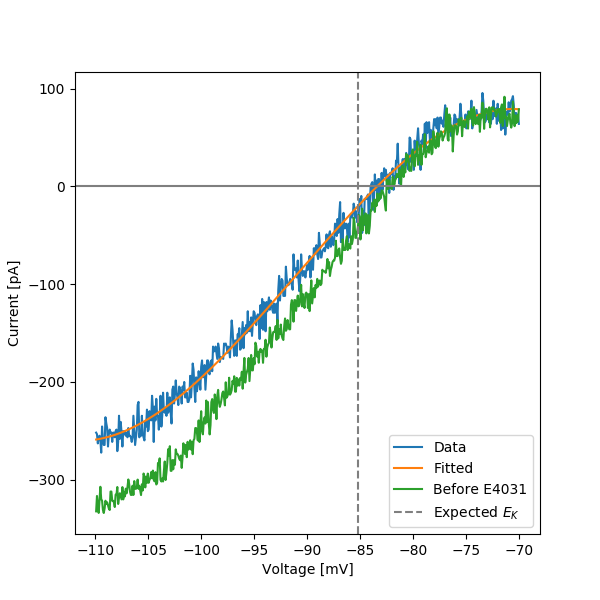 100
0
−100
−200
−300
Current [pA]
Data
Fitted
Before E4031
Expected E_K
−110
−105
−100
−95
−90
−85
−80
−75
−70
Voltage [mV]